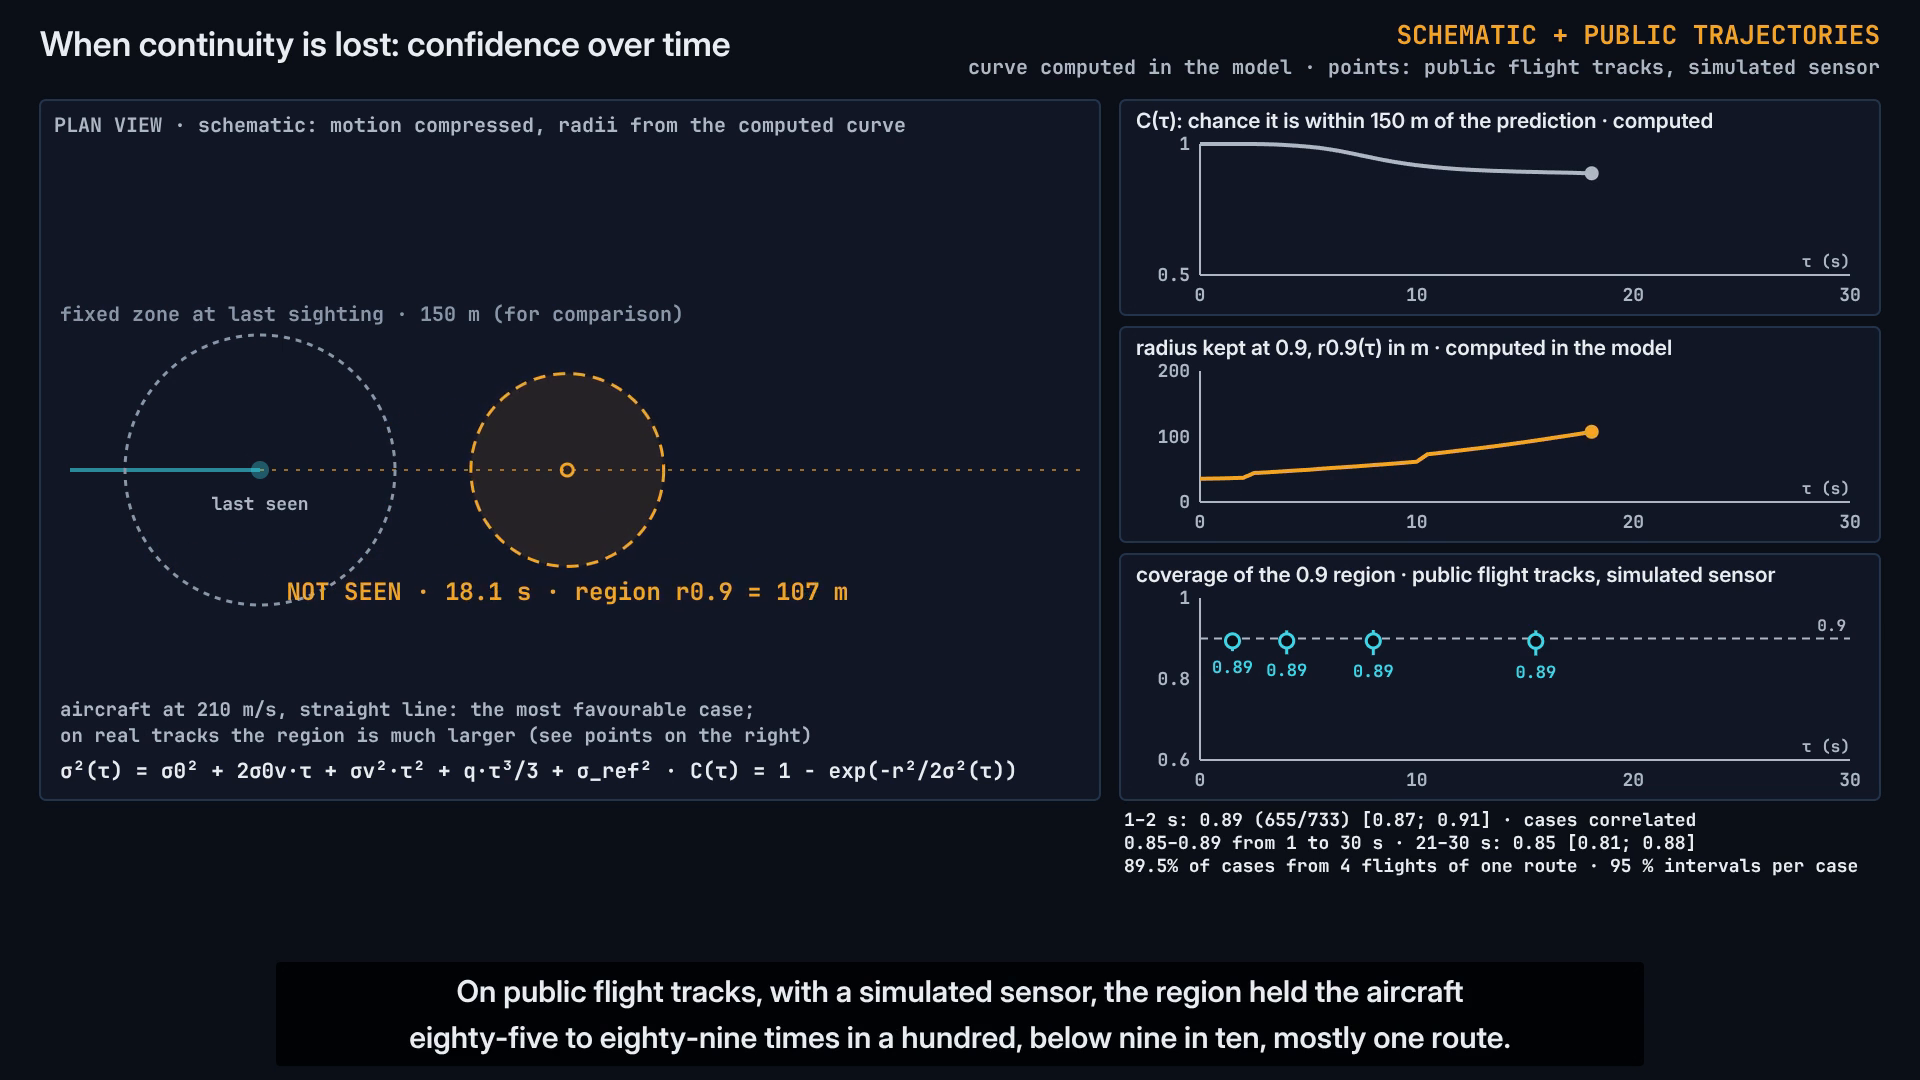 When continuity is lost: confidence over time
SCHEMATIC + PUBLIC TRAJECTORIES
curve computed in the model · points: public flight tracks, simulated sensor
PLAN VIEW · schematic: motion compressed, radii from the computed curve
fixed zone at last sighting · 150 m (for comparison)
last seen
NOT SEEN · 18.1 s · region r0.9 = 107 m
aircraft at 210 m/s, straight line: the most favourable case;
on real tracks the region is much larger (see points on the right)
σ²(τ) = σ0² + 2σ0v·τ + σv²·τ² + q·τ³/3 + σ_ref² · C(τ) = 1 - exp(-r²/2σ²(τ))
C(τ): chance it is within 150 m of the prediction · computed
1
0.5
τ (s)
0 10 20 30
radius kept at 0.9, r0.9(τ) in m · computed in the model
200
100
0
τ (s)
0 10 20 30
coverage of the 0.9 region · public flight tracks, simulated sensor
1
0.9
0.89 0.89 0.89 0.89
0.8
τ (s)
0.6
0 10 20 30
1–2 s: 0.89 (655/733) [0.87; 0.91] · cases correlated
0.85–0.89 from 1 to 30 s · 21–30 s: 0.85 [0.81; 0.88]
89.5% of cases from 4 flights of one route · 95 % intervals per case
On public flight tracks, with a simulated sensor, the region held the aircraft
eighty-five to eighty-nine times in a hundred, below nine in ten, mostly one route.